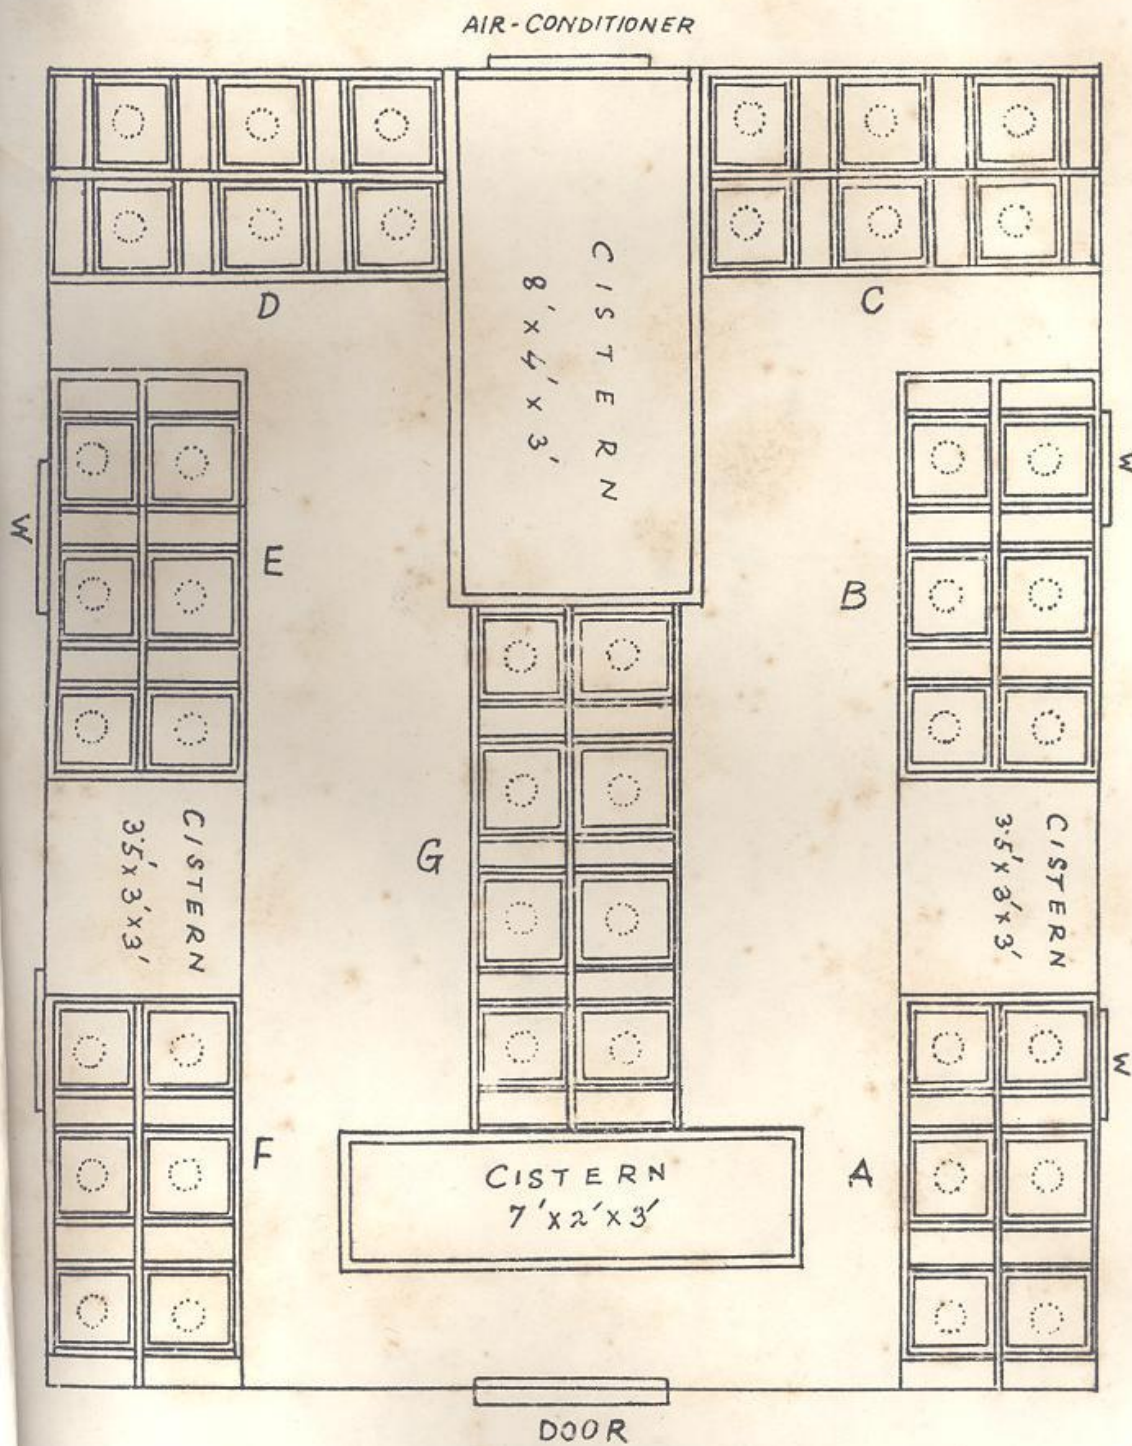 AIR-CONDITIONER
D
C
CISTERN
8'x4'x3'
W
W
E
B
G
CISTERN
3.5'x3'x3'
CISTERN
3.5'x3'x3'
W
F
A
CISTERN
7'x2'x3'
DOOR